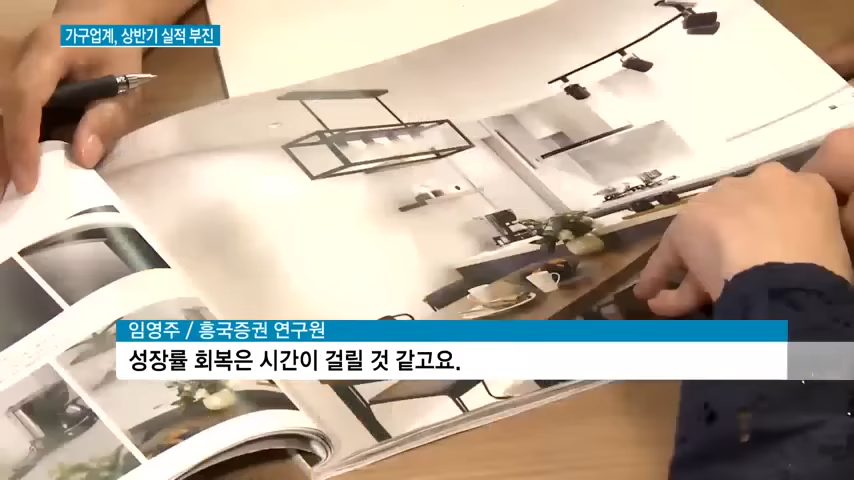 가구업계, 상반기 실적 부진
임영주 / 흥국증권 연구원
성장률 회복은 시간이 걸릴 것 같고요.